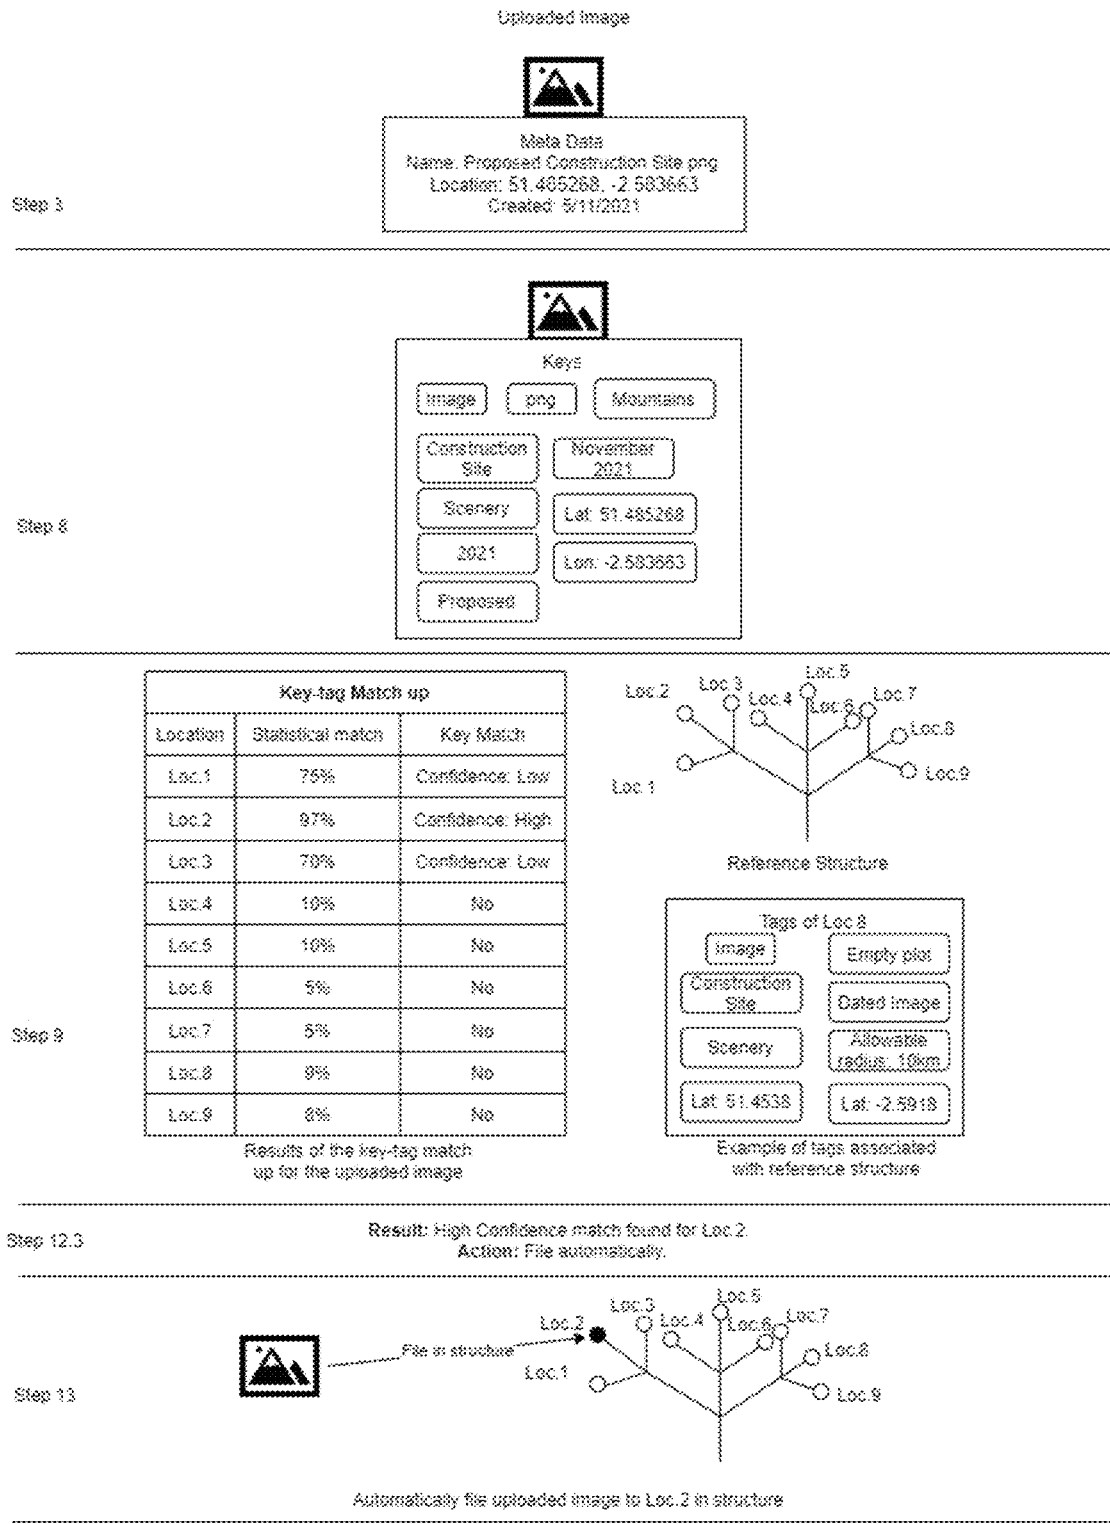 Uploaded Image
Meta Data
Name. Proposed Construction Site png
Location: 51.485268, -2.583663
Created: 5/11/2021
Step 3
Keys
Image
png
Mountains
Construction
Site
November
2021
Scenery
Lat: 51.485268
Step 8
2021
Lon: -2.583663
Proposed
Key-tag Match up
Location Statistical match Key Match
Loc.1 75% Confidence: Low
Loc.2 97% Confidence: High
Loc.3 70% Confidence: Low
Loc.4 10% No
Loc.5 10% No
Loc.6 5% No
Loc.7 5% No
Loc.8 9% No
Loc.9 8% No
Results of the key-tag match
up for the uploaded image
Step 9
Loc.5
Loc.2
Loc.3
Loc.4
Loc.6
Loc.7
Loc.8
Loc.1
Loc.9
Reference Structure
Tags of Loc 8
Image
Empty plot
Construction
Site
Dated image
Scenery
Allowable
radius: 10km
Lat: 51.4538
Lat: -2.5918
Example of tags associated
with reference structure
Step 12.3
Result: High Confidence match found for Loc.2.
Action: File automatically.
Loc.5
Loc.3
Loc.2
Loc.4
Loc.6
Loc.7
File in structure
Loc.8
Loc.1
Loc.9
Step 13
Automatically file uploaded image to Loc.2 in structure